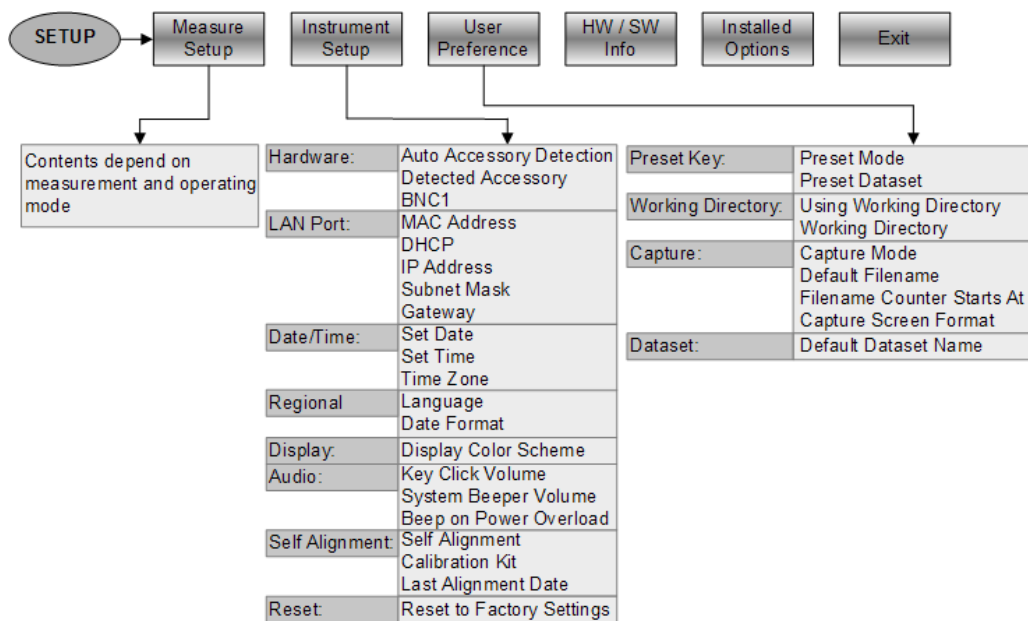 SETUP
Measure
Setup
Instrument
Setup
User
Preference
HW / SW
Info
Installed
Options
Exit
Contents depend on
measurement and operating
mode
Hardware: Auto Accessory Detection
Detected Accessory
BNC1
LAN Port: MAC Address
DHCP
IP Address
Subnet Mask
Gateway
Date/Time: Set Date
Set Time
Time Zone
Regional Language
Date Format
Display: Display Color Scheme
Audio: Key Click Volume
System Beeper Volume
Beep on Power Overload
Self Alignment: Self Alignment
Calibration Kit
Last Alignment Date
Reset: Reset to Factory Settings
Preset Key: Preset Mode
Preset Dataset
Working Directory: Using Working Directory
Working Directory
Capture: Capture Mode
Default Filename
Filename Counter Starts At
Capture Screen Format
Dataset: Default Dataset Name